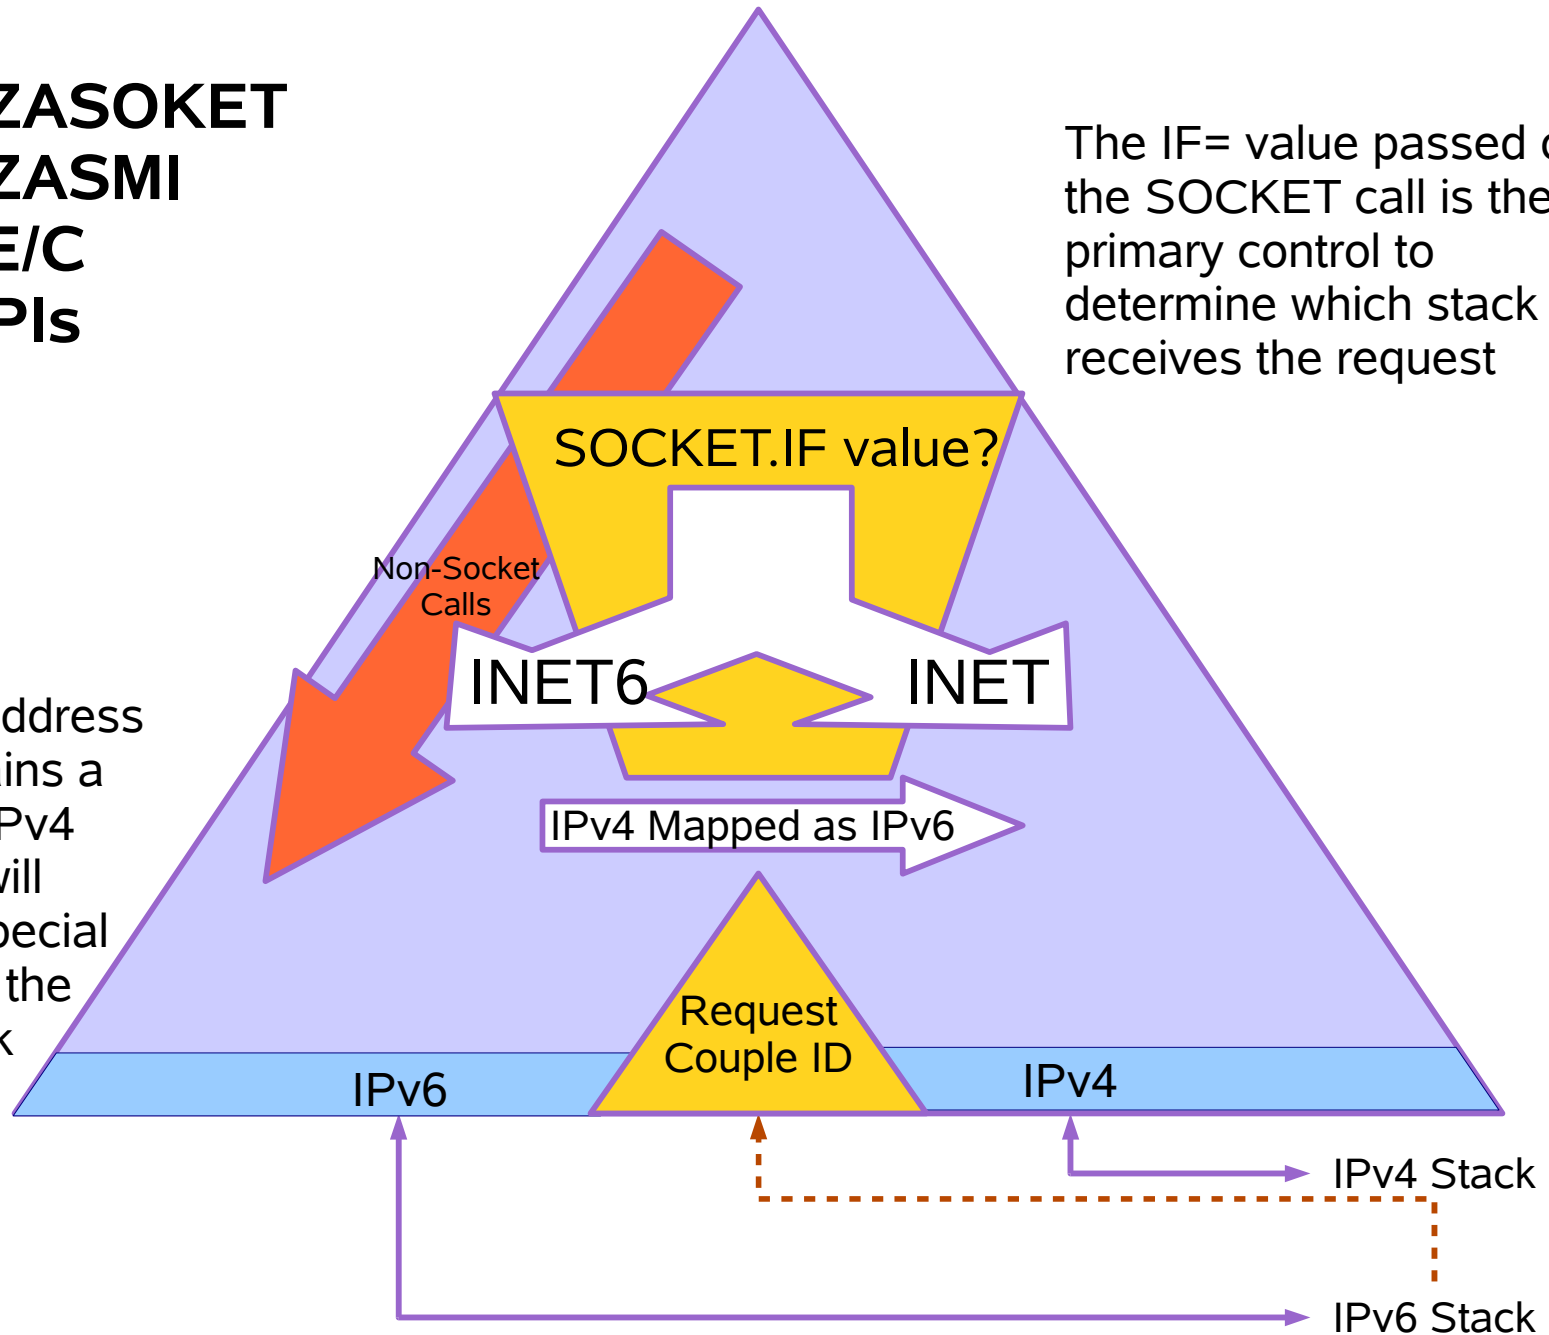 ZASOKET
ZASMI
E/C
PIs
The IF= value passed
the SOCKET call is the
primary control to
determine which stack
receives the request
SOCKET.IF value?
Non-Socket
Calls
INET6
INET
ddress
ins a
IPv4
will
pecial
the
k
IPv4 Mapped as IPv6
Request
Couple ID
IPv6
IPv4
IPv4 Stack
IPv6 Stack